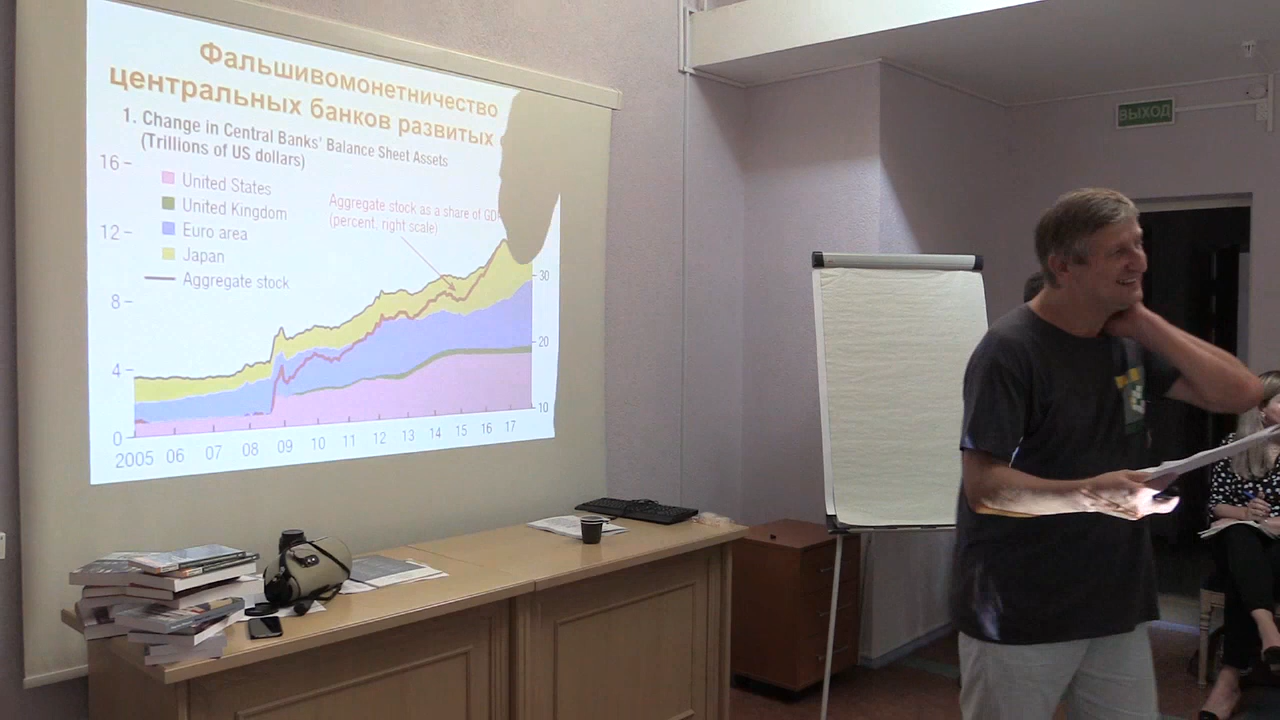 Фальшивомонетничество
центральных банков развитых
1. Change in Central Banks' Balance Sheet Assets
(Trillions of US dollars)
16
12
8
4
0
United States
United Kingdom
Euro area
Japan
Aggregate stock
Aggregate stock as a share of GD
(percent, right scale)
30
20
10
2005 06 07 08 09 10 11 12 13 14 15 16 17
ВЫХОД